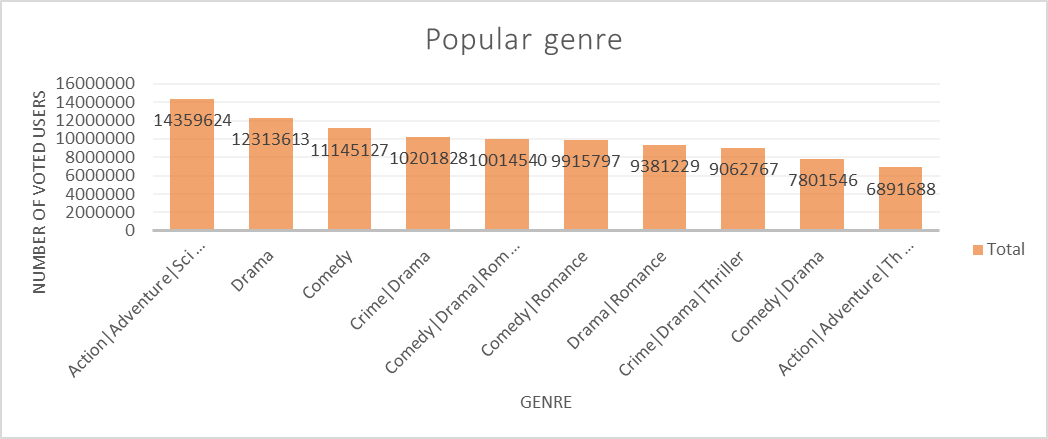 Popular genre
NUMBER OF VOTED USERS
16000000
14000000
12000000
10000000
8000000
6000000
4000000
2000000
0
14359624
12313613
11145127
10201828
10014540
9915797
9381229
9062767
7801546
6891688
Action|Adventure|Sci…
Drama
Comedy
Crime|Drama
Comedy|Drama|Rom…
Comedy|Romance
Drama|Romance
Crime|Drama|Thriller
Comedy|Drama
Action|Adventure|Th…
GENRE
Total